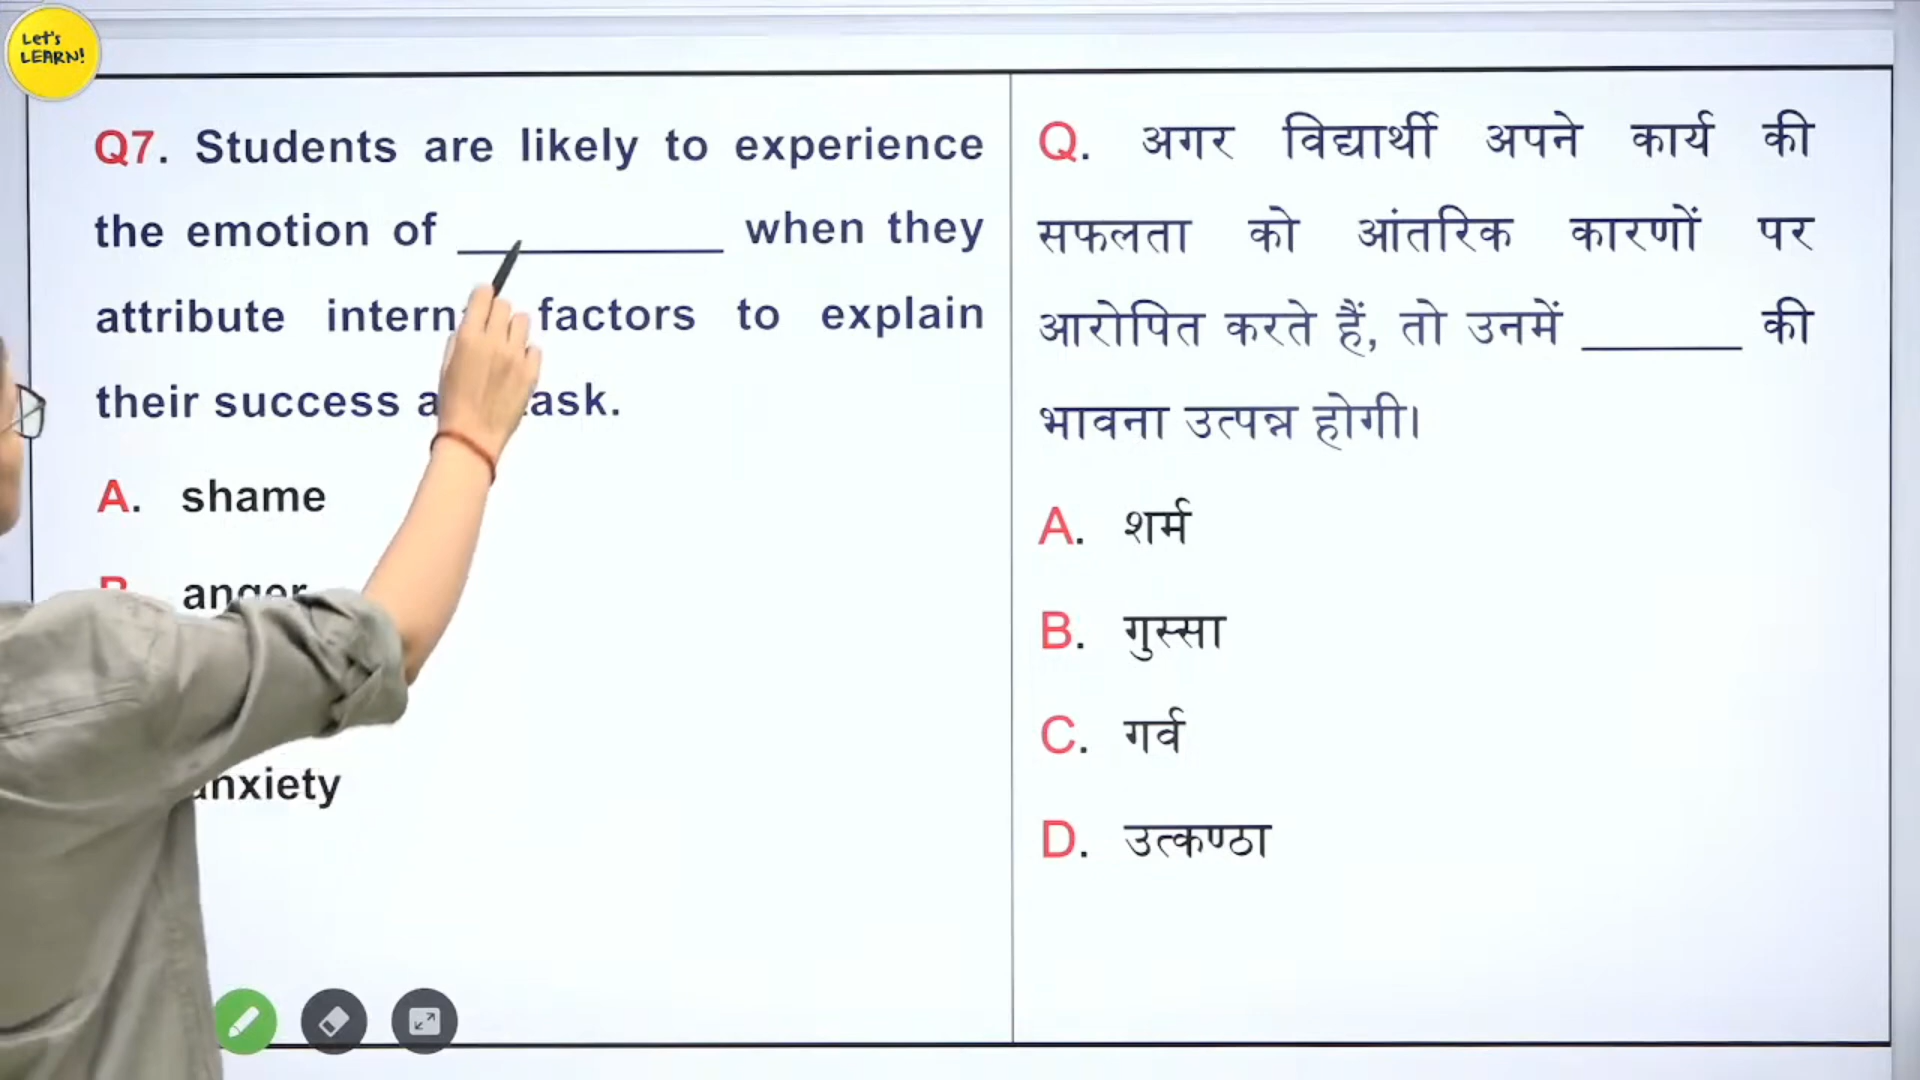 Let's
LEARN!
Q7. Students are likely to experience
the emotion of __________ when they
attribute factors to explain
their success
A. shame
B. anger
anxiety
Q. अगर विद्यार्थी अपने कार्य की
सफलता को आंतरिक कारणों पर
आरोपित करते हैं, तो उनमें ______ की
भावना उत्पन्न होगी।
A. शर्म
B. गुस्सा
C. गर्व
D. उत्कण्ठा